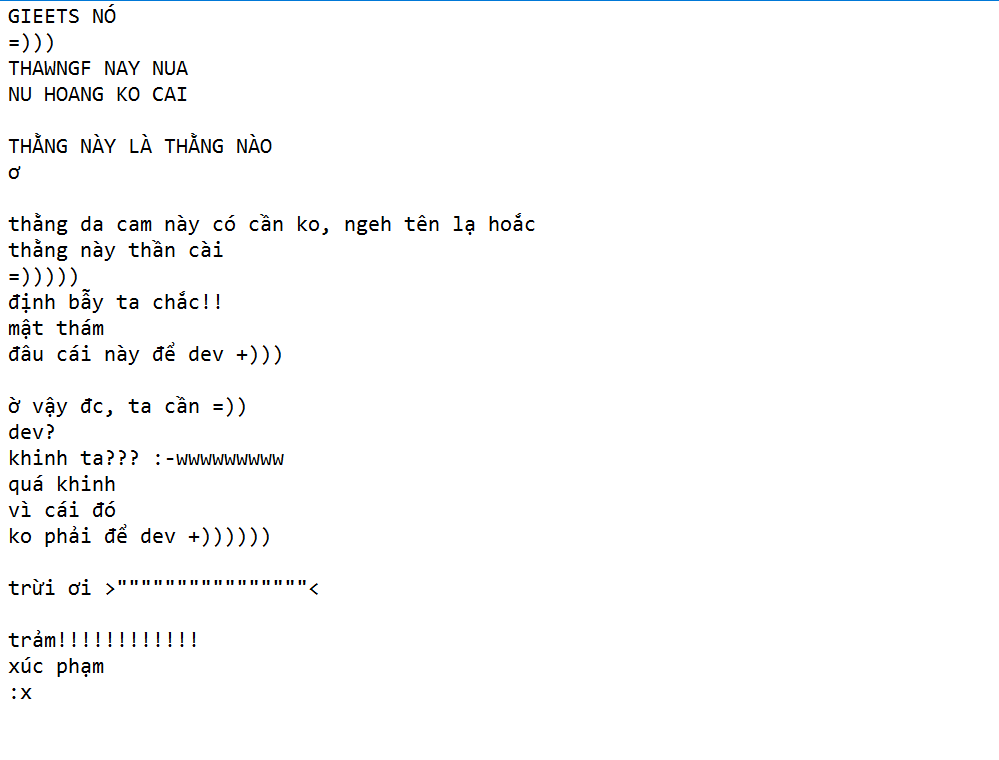 GIEETS NÓ
=)))
THAWNGF NAY NUA
NU HOANG KO CAI
THẰNG NÀY LÀ THẰNG NÀO
ơ
thằng da cam này có cần ko, ngeh tên lạ hoắc
thằng này thần cài
=)))))
định bẫy ta chắc!!
mật thám
đâu cái này để dev +)))
ờ vậy đc, ta cần =))
dev?
khinh ta??? :-wwwwwwwww
quá khinh
vì cái đó
ko phải để dev +))))))
trừi ơi >""""""""""""""""<
trảm!!!!!!!!!!!!
xúc phạm
:x